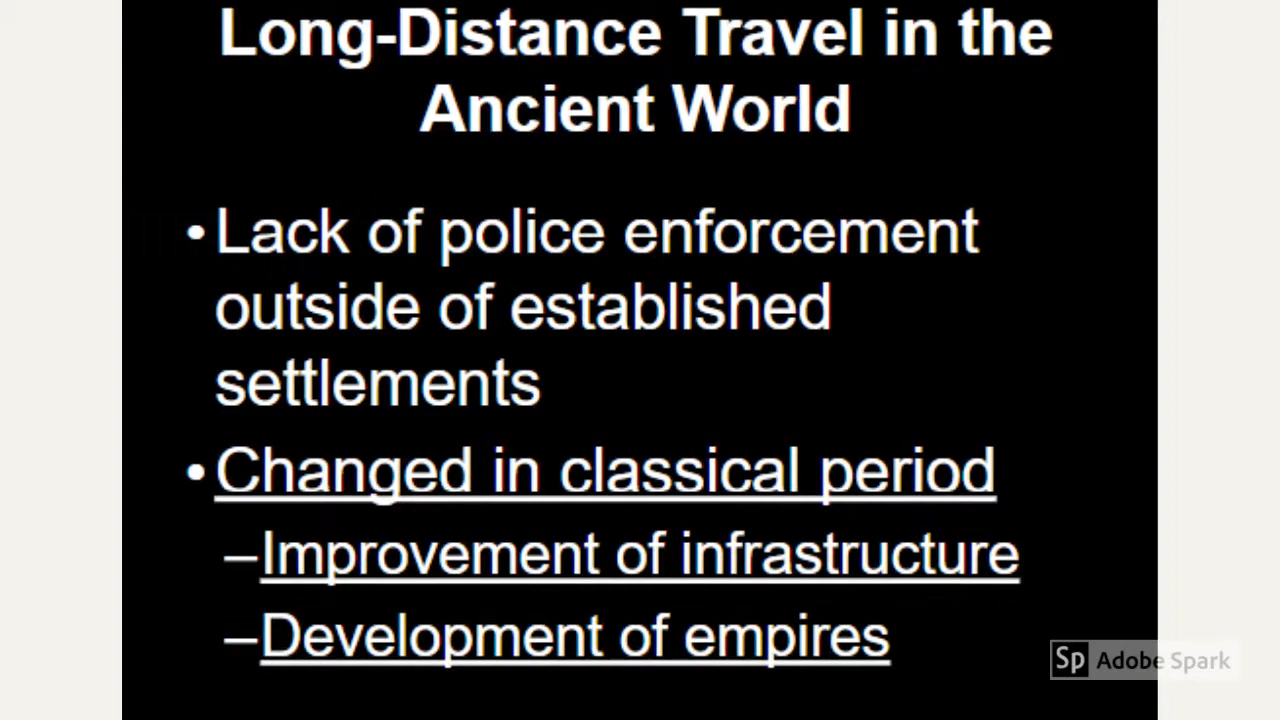 Long-Distance Travel in the
Ancient World
• Lack of police enforcement
outside of established
settlements
• Changed in classical period
–Improvement of infrastructure
–Development of empires
Sp Adobe Spark